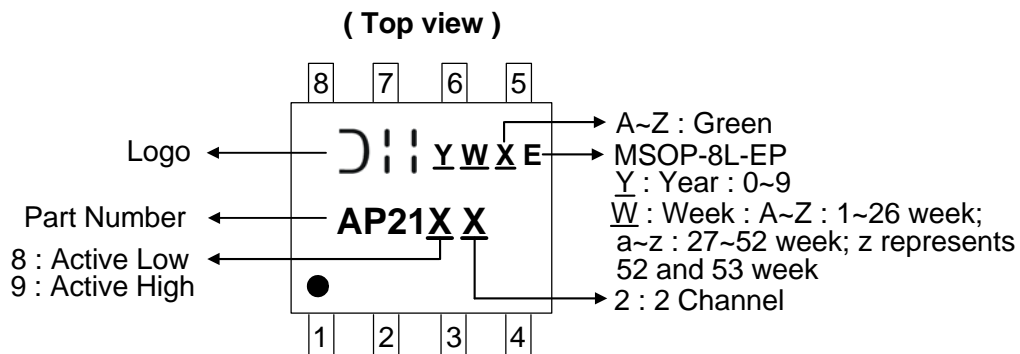 ( Top view )
8 7 6 5
Logo
Y W X E
A~Z : Green
MSOP-8L-EP
Y : Year : 0~9
W : Week : A~Z : 1~26 week;
a~z : 27~52 week; z represents
52 and 53 week
Part Number
AP21X X
8 : Active Low
9 : Active High
2 : 2 Channel
1 2 3 4